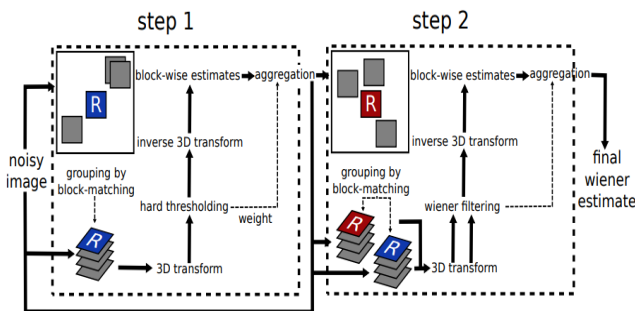 step 1
step 2
R
block-wise estimates
aggregation
R
block-wise estimates
aggregation
inverse 3D transform
inverse 3D transform
noisy
image
grouping by
block-matching
hard thresholding
weight
grouping by
block-matching
wiener filtering
final
wiener
estimate
R
3D transform
R
R
3D transform